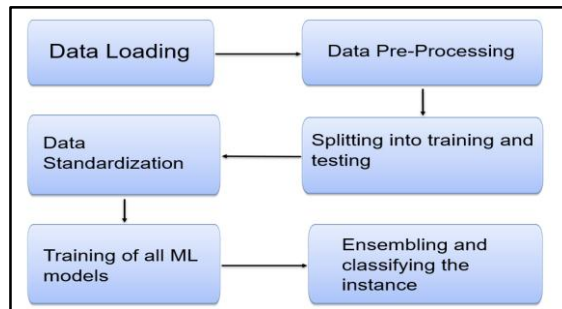 Data Loading
Data Pre-Processing
Splitting into training and
testing
Data
Standardization
Training of all ML
models
Ensembling and
classifying the
instance